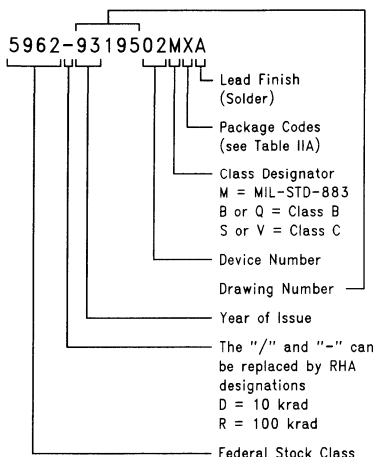 5962-9319502MXA
Lead Finish
(Solder)
Package Codes
(see Table IIA)
Class Designator
M = MIL-STD-883
B or Q = Class B
S or V = Class C
Device Number
Drawing Number
Year of Issue
The "/" and "-" can
be replaced by RHA
designations
D = 10 krad
R = 100 krad
Federal Stock Class